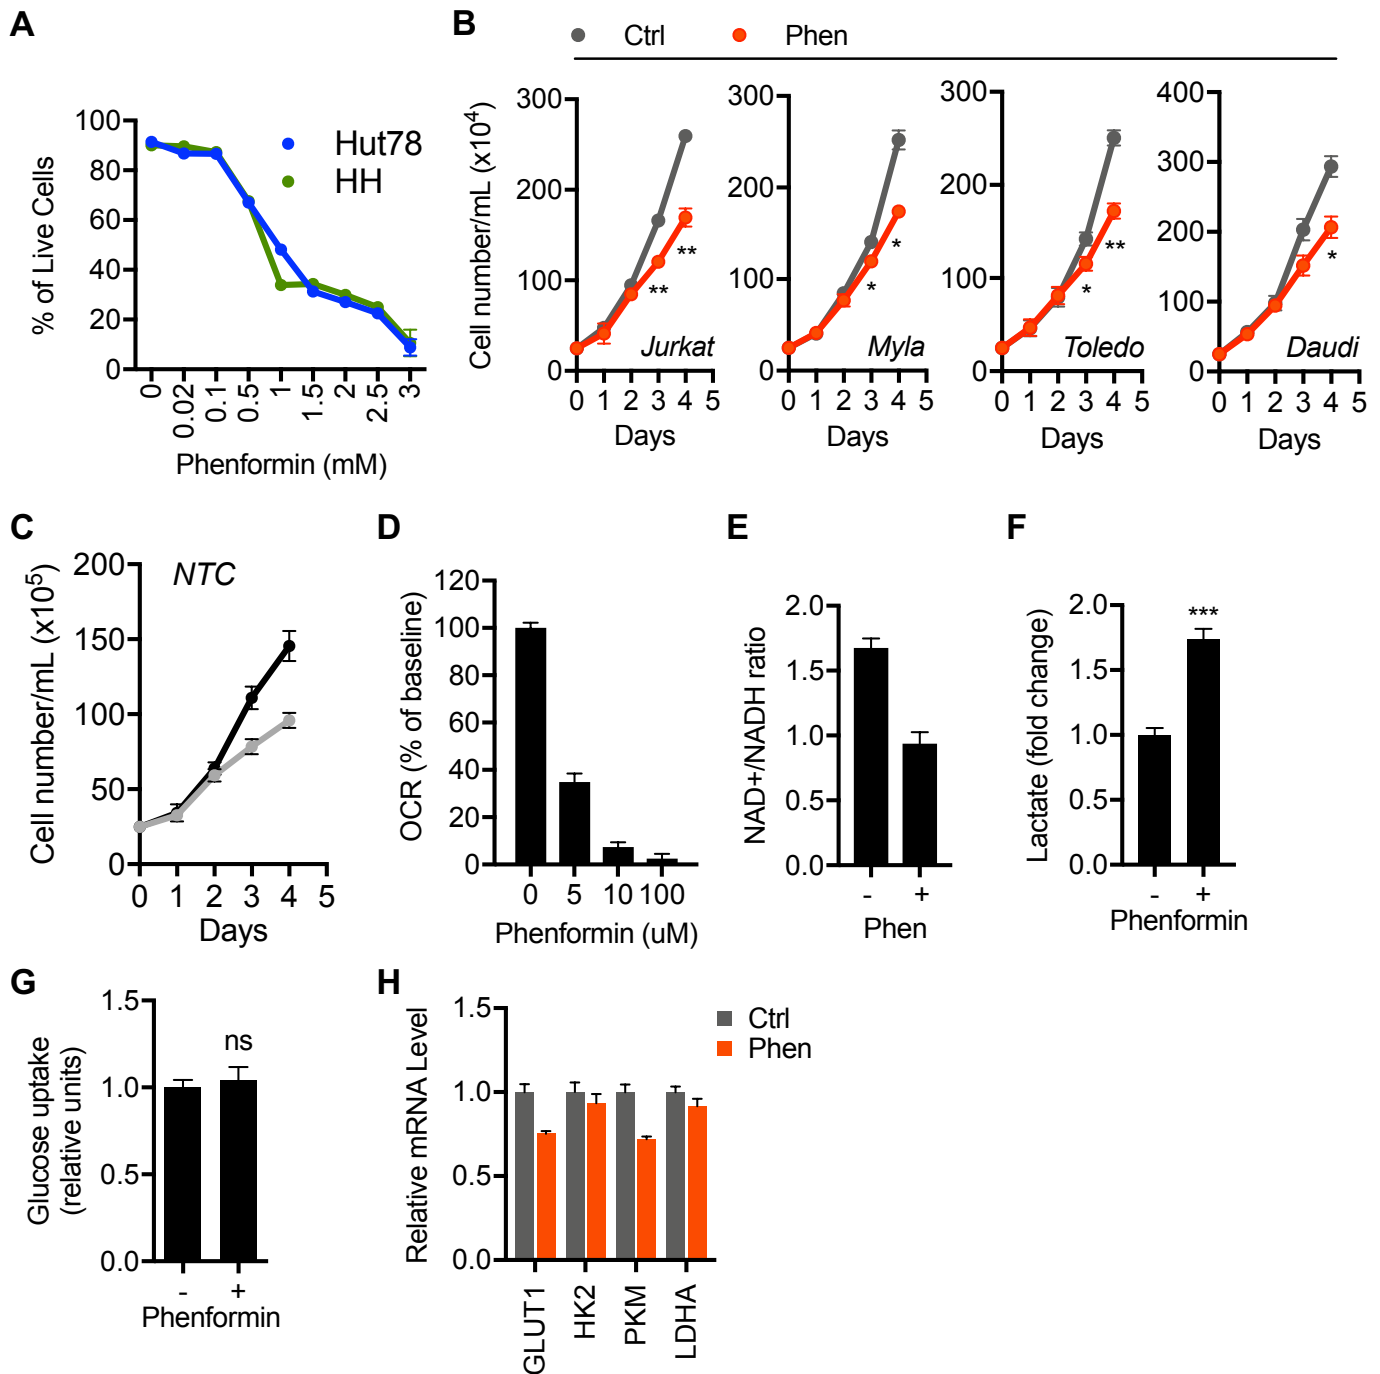 A
100
80
60
40
20
0
% of Live Cells
Hut78
HH
0 0.02 0.1 0.5 1 1.5 2 2.5 3
Phenformin (mM)
B
Ctrl Phen
Cell number/mL (x10⁴)
300
200
100
0
**
**
Jurkat
0 1 2 3 4 5
Days
300
200
100
0
*
*
Myla
0 1 2 3 4 5
Days
300
200
100
0
**
*
Toledo
0 1 2 3 4 5
Days
400
300
200
100
0
*
Daudi
0 1 2 3 4 5
Days
C
NTC
Cell number/mL (x10⁵)
200
150
100
50
0
0 1 2 3 4 5
Days
D
OCR (% of baseline)
120
100
80
60
40
20
0
0 5 10 100
Phenformin (uM)
E
NAD+/NADH ratio
2.0
1.5
1.0
0.5
0.0
- +
Phen
F
Lactate (fold change)
2.0
1.5
1.0
0.5
0.0
***
- +
Phenformin
G
Glucose uptake
(relative units)
1.5
1.0
0.5
0.0
ns
- +
Phenformin
H
Relative mRNA Level
1.5
1.0
0.5
0.0
Ctrl
Phen
GLUT1
HK2
PKM
LDHA